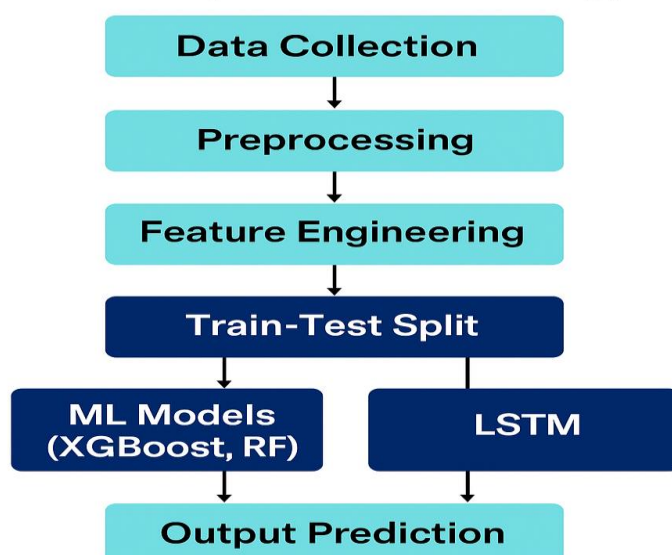 Data Collection
Preprocessing
Feature Engineering
Train-Test Split
ML Models
(XGBoost, RF)
LSTM
Output Prediction